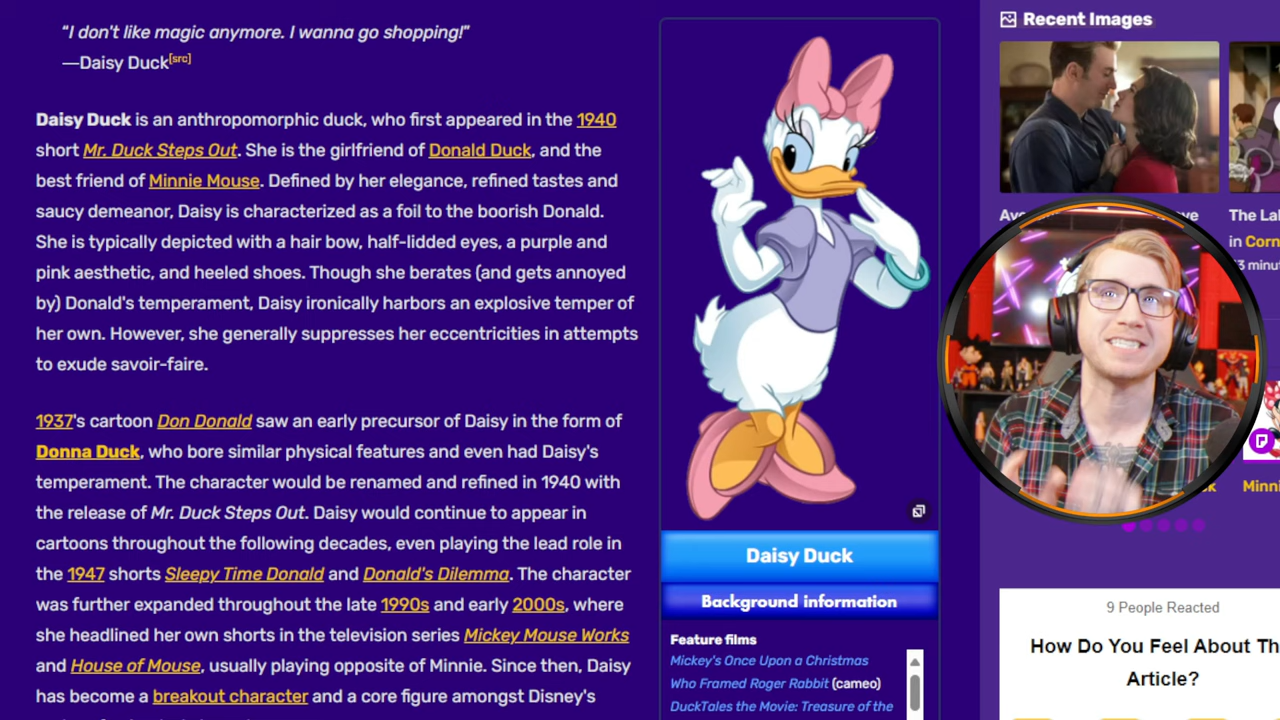 “I don't like magic anymore. I wanna go shopping!”
—Daisy Duck[src]
Daisy Duck is an anthropomorphic duck, who first appeared in the 1940
short Mr. Duck Steps Out. She is the girlfriend of Donald Duck, and the
best friend of Minnie Mouse. Defined by her elegance, refined tastes and
saucy demeanor, Daisy is characterized as a foil to the boorish Donald.
She is typically depicted with a hair bow, half-lidded eyes, a purple and
pink aesthetic, and heeled shoes. Though she berates (and gets annoyed
by) Donald's temperament, Daisy ironically harbors an explosive temper of
her own. However, she generally suppresses her eccentricities in attempts
to exude savoir-faire.
1937's cartoon Don Donald saw an early precursor of Daisy in the form of
Donna Duck, who bore similar physical features and even had Daisy's
temperament. The character would be renamed and refined in 1940 with
the release of Mr. Duck Steps Out. Daisy would continue to appear in
cartoons throughout the following decades, even playing the lead role in
the 1947 shorts Sleepy Time Donald and Donald's Dilemma. The character
was further expanded throughout the late 1990s and early 2000s, where
she headlined her own shorts in the television series Mickey Mouse Works
and House of Mouse, usually playing opposite of Minnie. Since then, Daisy
has become a breakout character and a core figure amongst Disney's
Daisy Duck
Background information
Feature films
Mickey's Once Upon a Christmas
Who Framed Roger Rabbit (cameo)
DuckTales the Movie: Treasure of the
Recent Images
The La
in Corn
3 minut
Minni
9 People Reacted
How Do You Feel About Th
Article?